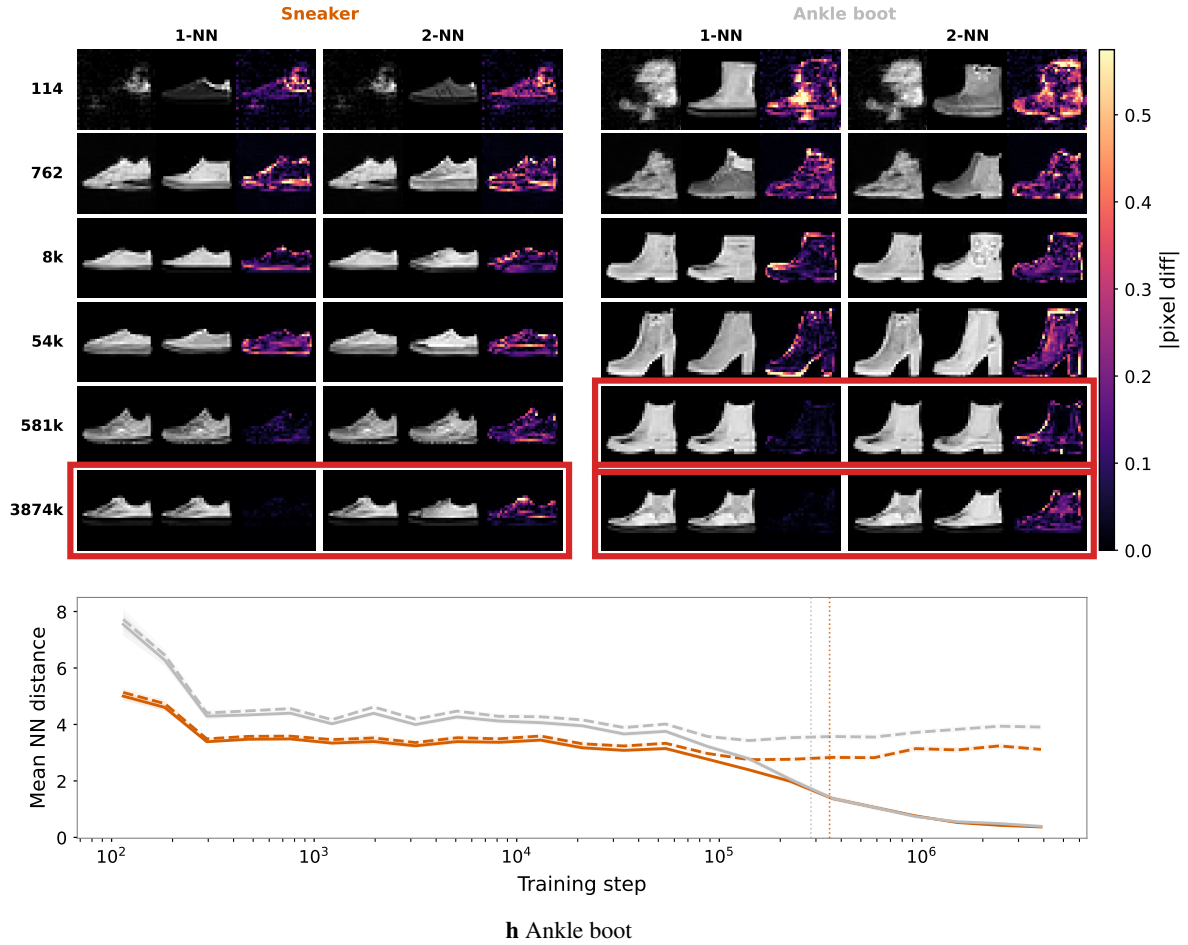 Sneaker
Ankle boot
1-NN
2-NN
1-NN
2-NN
114
762
8k
54k
581k
3874k
0.5
0.4
0.3
0.2
0.1
0.0
|pixel diff|
8
6
4
2
0
Mean NN distance
10² 10³ 10⁴ 10⁵ 10⁶
Training step
h Ankle boot